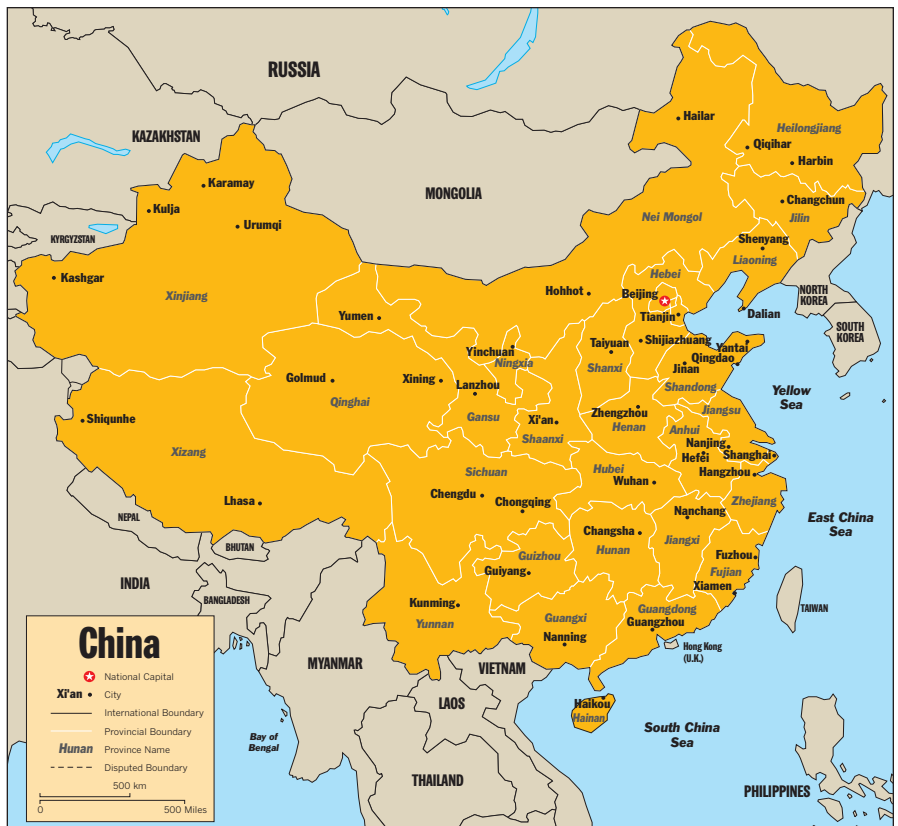 RUSSIA
KAZAKHSTAN
MONGOLIA
KYRGYZSTAN
Hailar
Heilongjiang
Qiqihar
Harbin
Karamay
Kulja
Urumqi
Changchun
Jilin
Nei Mongol
Shenyang
Liaoning
Kashgar
Xinjiang
Hebei
Hohhot
Beijing
NORTH
KOREA
Yumen
Tianjin
Dalian
SOUTH
KOREA
Yinchuan
Ningxia
Taiyuan
Shijiazhuang
Yantai
Qingdao
Jinan
Shanxi
Golmud
Xining
Lanzhou
Shandong
Yellow
Sea
Qinghai
Gansu
Xi'an
Zhengzhou
Henan
Jiangsu
Shiqunhe
Shaanxi
Anhui
Nanjing
Hefei
Shanghai
Xizang
Sichuan
Hubei
Wuhan
Hangzhou
Chengdu
Chongqing
Lhasa
Zhejiang
Nanchang
East China
Sea
NEPAL
BHUTAN
Changsha
Hunan
Jiangxi
Guizhou
Guiyang
Fuzhou
Fujian
Xiamen
INDIA
BANGLADESH
Kunming
Yunnan
Guangxi
Nanning
Guangdong
Guangzhou
TAIWAN
Hong Kong
(U.K.)
MYANMAR
VIETNAM
LAOS
Haikou
Hainan
South China
Sea
Bay of
Bengal
THAILAND
PHILIPPINES
China
National Capital
Xi'an City
International Boundary
Provincial Boundary
Hunan Province Name
Disputed Boundary
500 km
0 500 Miles